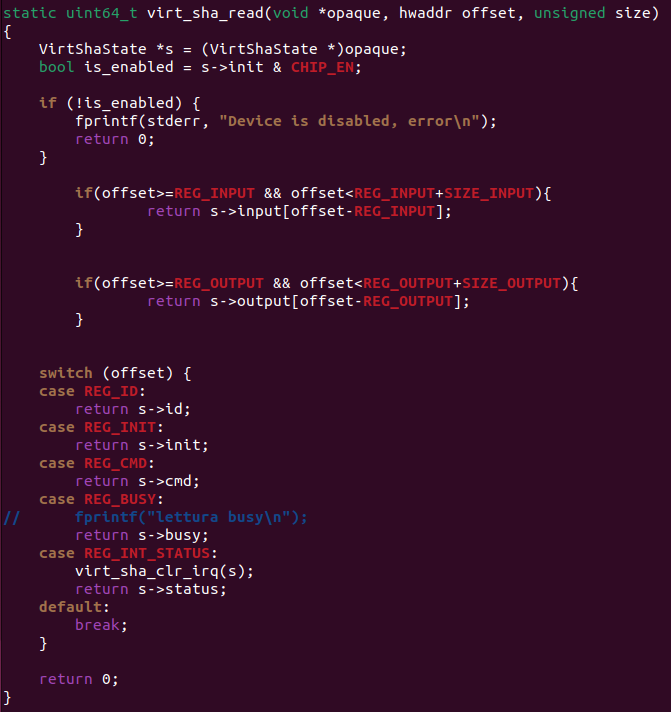 static uint64_t virt_sha_read(void *opaque, hwaddr offset, unsigned size)
{
    VirtShaState *s = (VirtShaState *)opaque;
    bool is_enabled = s->init & CHIP_EN;

    if (!is_enabled) {
        fprintf(stderr, "Device is disabled, error\n");
        return 0;
    }

        if(offset>=REG_INPUT && offset<REG_INPUT+SIZE_INPUT){
                return s->input[offset-REG_INPUT];
        }


        if(offset>=REG_OUTPUT && offset<REG_OUTPUT+SIZE_OUTPUT){
                return s->output[offset-REG_OUTPUT];
        }


    switch (offset) {
    case REG_ID:
        return s->id;
    case REG_INIT:
        return s->init;
    case REG_CMD:
        return s->cmd;
    case REG_BUSY:
//      fprintf("lettura busy\n");
        return s->busy;
    case REG_INT_STATUS:
        virt_sha_clr_irq(s);
        return s->status;
    default:
        break;
    }

    return 0;
}